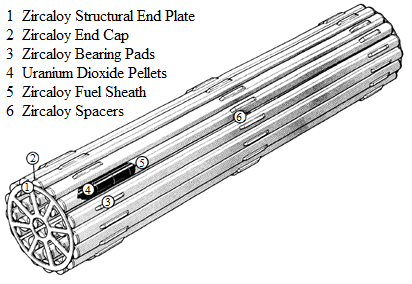 1 Zircaloy Structural End Plate
2 Zircaloy End Cap
3 Zircaloy Bearing Pads
4 Uranium Dioxide Pellets
5 Zircaloy Fuel Sheath
6 Zircaloy Spacers
6
2
5
1
4
3